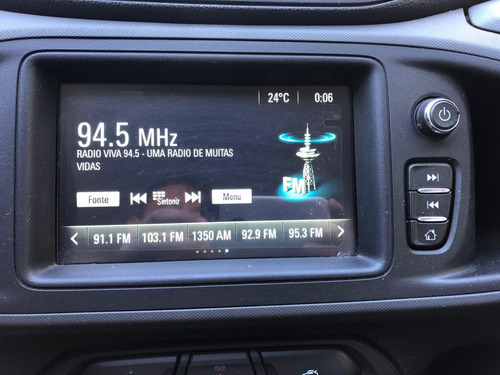 24°C 0:06
94.5 MHz
RADIO VIVA 94.5 - UMA RADIO DE MUITAS
VIDAS
FM
Fonte Sintoniz Menu
91.1 FM 103.1 FM 1350 AM 92.9 FM 95.3 FM